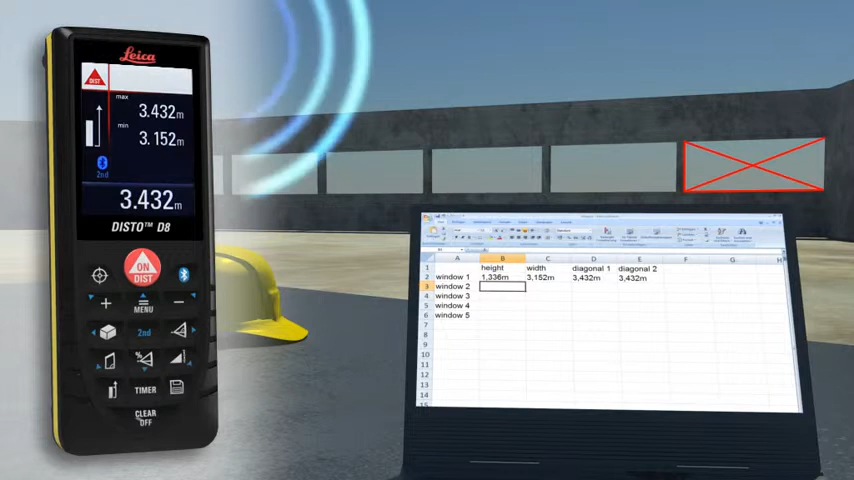 Leica
DIST
max
3.432m
min
3.152m
2nd
3.432m
DISTO™ D8
ON
DIST
+
MENU
−
2nd
%
TIMER
CLEAR
OFF
A B C D E F G H
1 height width diagonal 1 diagonal 2
2 window 1 1,336m 3,152m 3,432m 3,432m
3 window 2
4 window 3
5 window 4
6 window 5
7
8
9
10
11
12
13
14
15